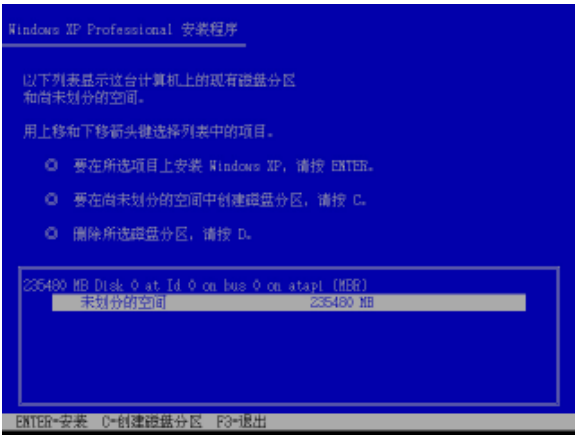 Windows XP Professional 安装程序
以下列表显示这台计算机上的现有磁盘分区
和尚未划分的空间。
用上移和下移箭头键选择列表中的项目。
要在所选项目上安装 Windows XP, 请按 ENTER。
要在尚未划分的空间中创建磁盘分区, 请按 C。
删除所选磁盘分区, 请按 D。
235480 MB Disk 0 at Id 0 on bus 0 on atapi (MBR)
未划分的空间 235480 MB
ENTER=安装 C=创建磁盘分区 F3=退出